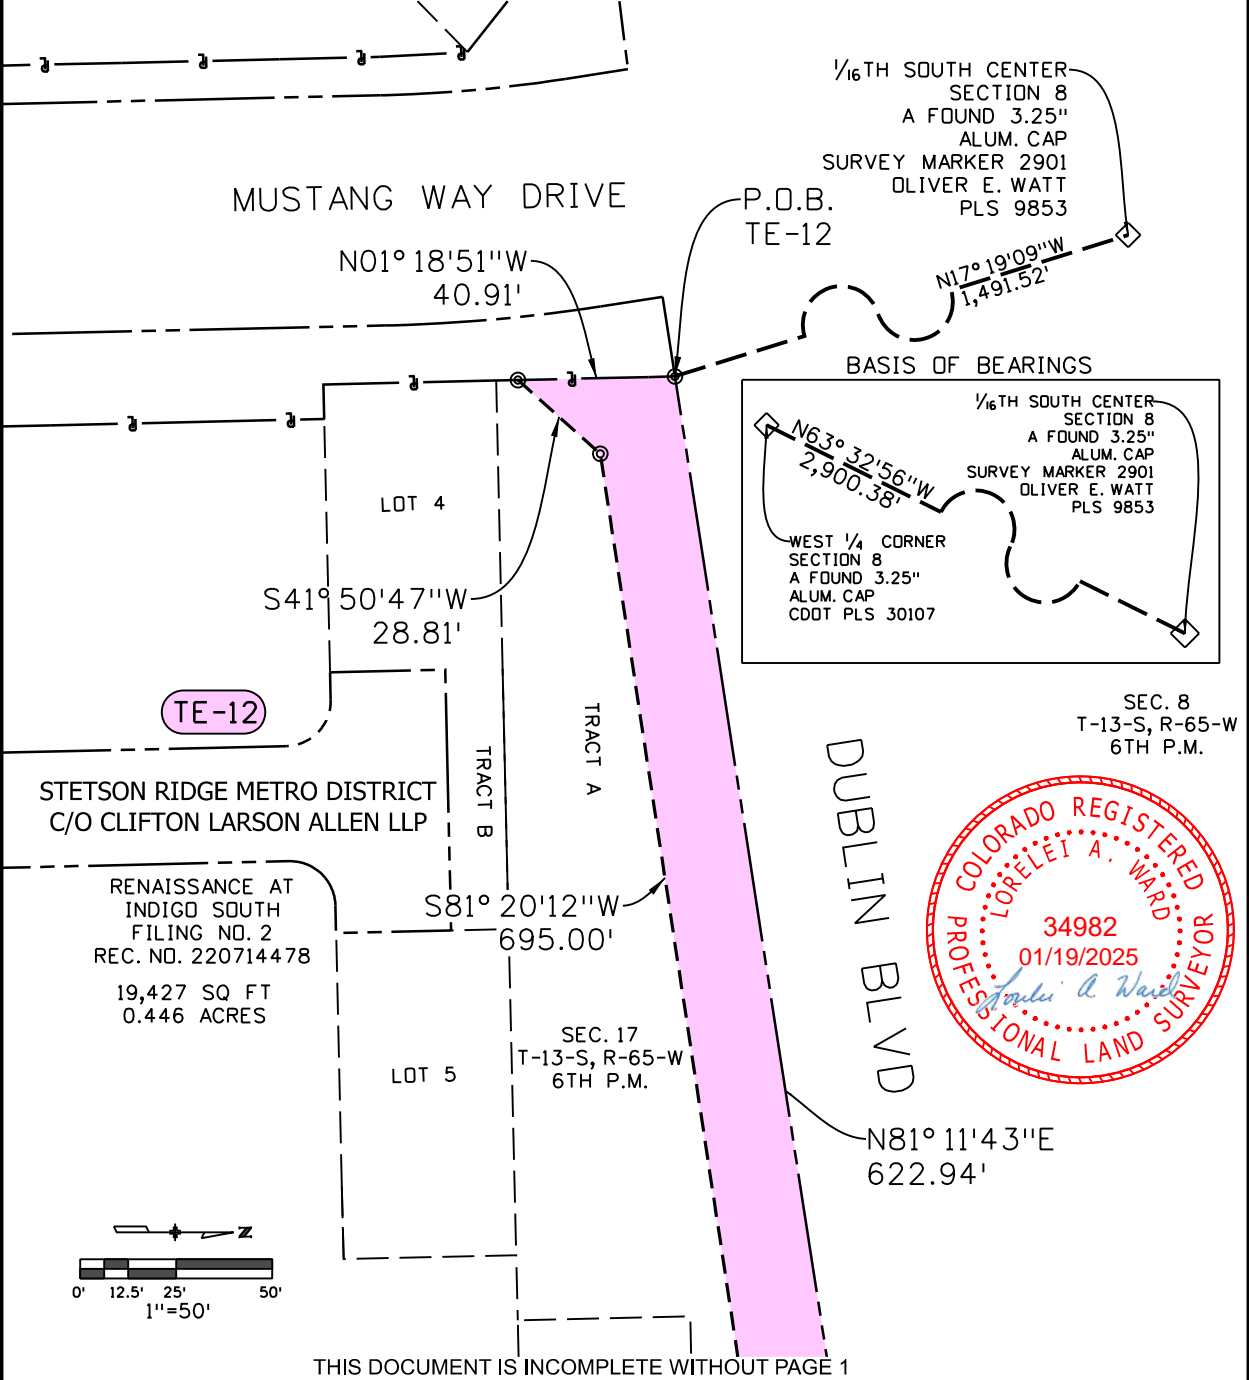 1/16TH SOUTH CENTER
SECTION 8
A FOUND 3.25"
ALUM. CAP
SURVEY MARKER 2901
OLIVER E. WATT
PLS 9853
MUSTANG WAY DRIVE
P.O.B.
TE-12
N01°18'51"W
40.91'
N17°19'09"W
1,491.52'
BASIS OF BEARINGS
1/16TH SOUTH CENTER
SECTION 8
A FOUND 3.25"
ALUM. CAP
SURVEY MARKER 2901
OLIVER E. WATT
PLS 9853
N63°32'56"W
2,900.38'
WEST 1/4 CORNER
SECTION 8
A FOUND 3.25"
ALUM. CAP
CDOT PLS 30107
LOT 4
S41°50'47"W
28.81'
TE-12
TRACT A
TRACT B
SEC. 8
T-13-S, R-65-W
6TH P.M.
STETSON RIDGE METRO DISTRICT
C/O CLIFTON LARSON ALLEN LLP
DUBLIN BLVD
COLORADO REGISTERED
LORELEI A. WARD
34982
01/19/2025
Lorelei A Ward
PROFESSIONAL LAND SURVEYOR
RENAISSANCE AT
INDIGO SOUTH
FILING NO. 2
REC. NO. 220714478
19,427 SQ FT
0.446 ACRES
S81°20'12"W
695.00'
SEC. 17
T-13-S, R-65-W
6TH P.M.
LOT 5
N81°11'43"E
622.94'
Z
0' 12.5' 25' 50'
1"=50'
THIS DOCUMENT IS INCOMPLETE WITHOUT PAGE 1